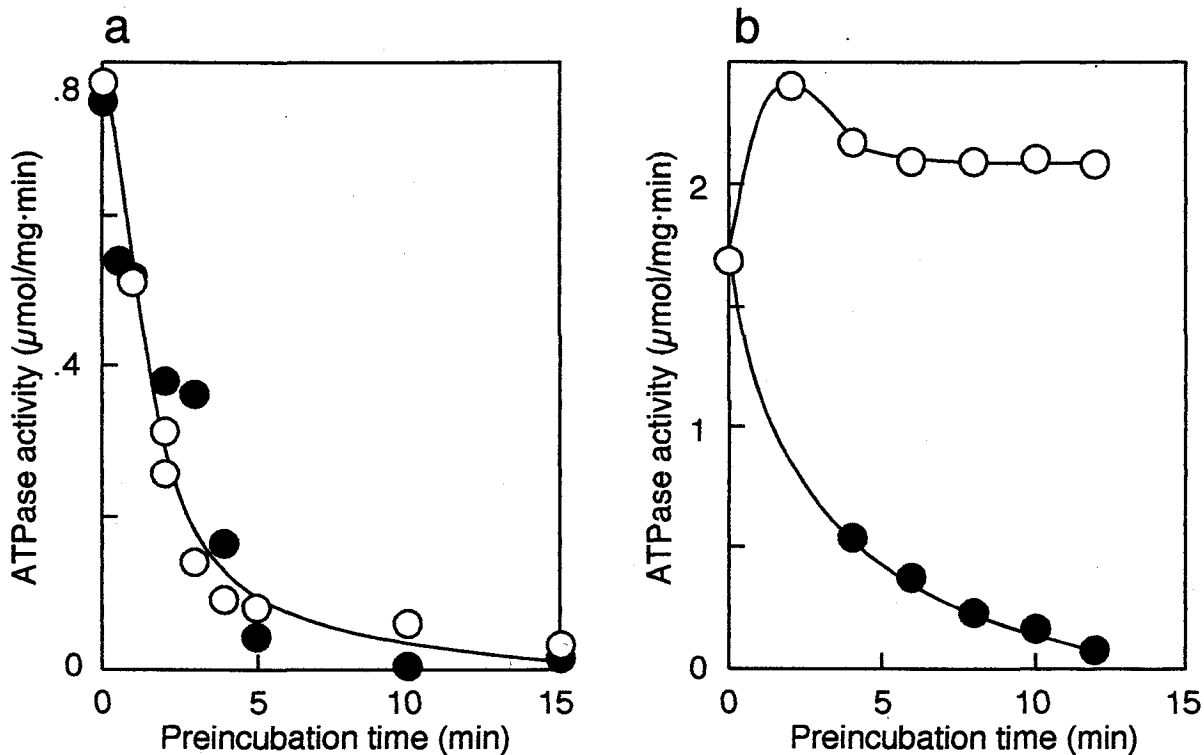 a
.8
.4
0
ATPase activity (µmol/mg·min)
0 5 10 15
Preincubation time (min)
b
2
1
0
ATPase activity (µmol/mg·min)
0 5 10 15
Preincubation time (min)